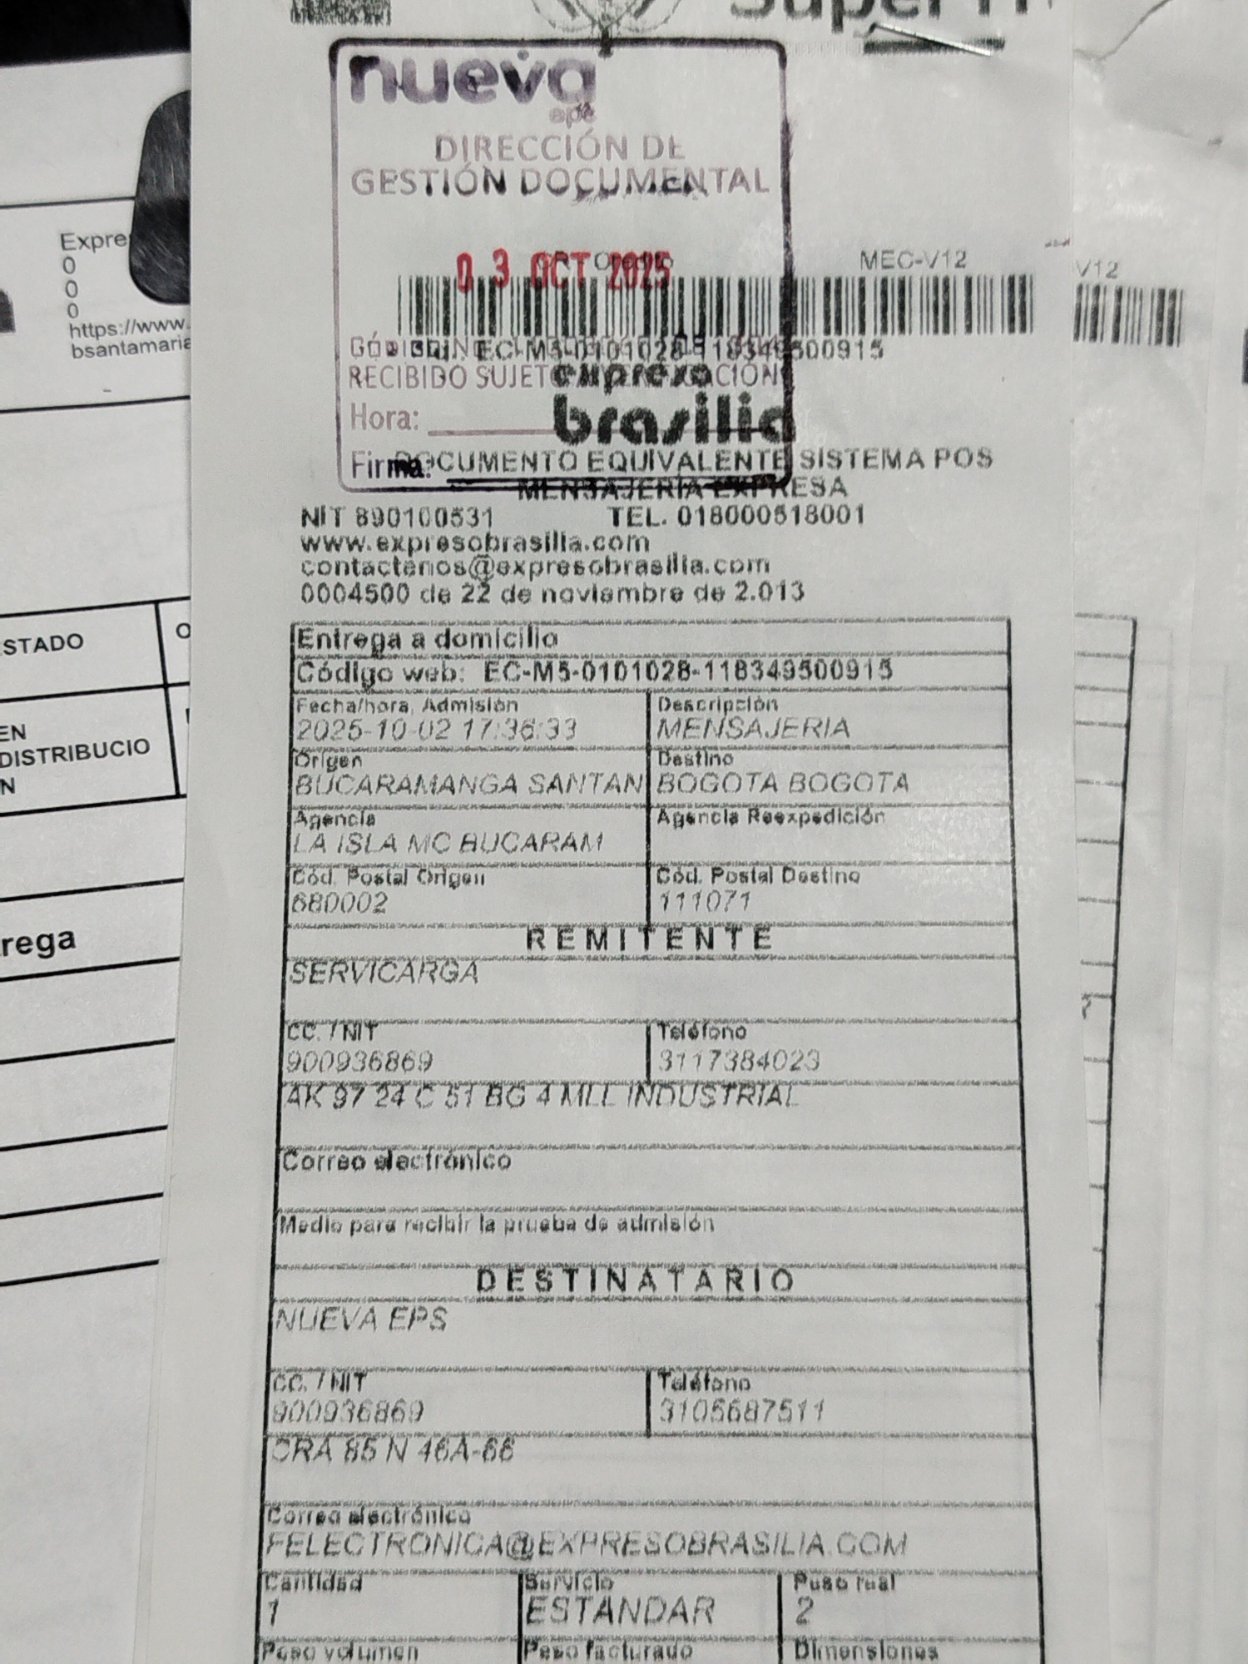 nueva
eps
DIRECCIÓN DE
GESTIÓN DOCUMENTAL
03 OCT 2025
MEC-V12
V12
Expre
0
0
0
https://www.
bsantamaria
EC-M5-0101028-118349500915
RECIBIDO SUJET
expreso
brasilia
Hora:
Firma:
DOCUMENTO EQUIVALENTE SISTEMA POS
MENSAJERIA EXPRESA
NIT 890100531 TEL. 018000518001
www.expresobrasilia.com
contactenos@expresobrasilia.com
0004500 de 22 de noviembre de 2.013
STADO
EN
DISTRIBUCIO
N
rega
Entrega a domicilio
Código web: EC-M5-0101028-118349500915
Fecha/hora, Admisión Descripción
2025-10-02 17:36:33 MENSAJERIA
Origen Destino
BUCARAMANGA SANTAN BOGOTA BOGOTA
Agencia Agencia Reexpedición
LA ISLA MC BUCARAM
Cód. Postal Origen Cód. Postal Destino
680002 111071
REMITENTE
SERVICARGA
CC. / NIT Teléfono
900936869 3117384023
AK 97 24 C 51 BG 4 MLL INDUSTRIAL
Correo electrónico
Medio para recibir la prueba de admisión
DESTINATARIO
NUEVA EPS
CC. / NIT Teléfono
900936869 3105687511
CRA 85 N 46A-66
Correo electrónico
FELECTRONICA@EXPRESOBRASILIA.COM
Cantidad Servicio Peso real
1 ESTANDAR 2
Peso volumen Peso facturado Dimensiones